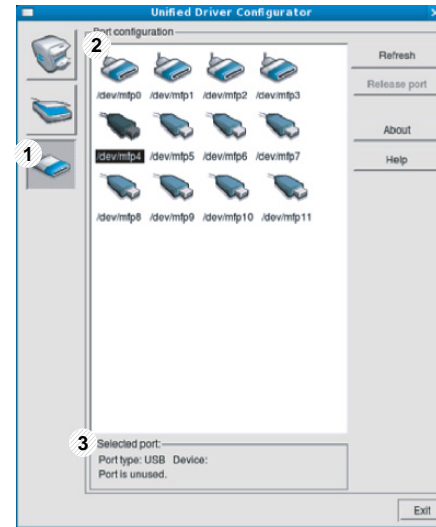 Unified Driver Configurator
Port configuration
2
/dev/mfp0 /dev/mfp1 /dev/mfp2 /dev/mfp3
/dev/mfp4 /dev/mfp5 /dev/mfp6 /dev/mfp7
/dev/mfp8 /dev/mfp9 /dev/mfp10 /dev/mfp11
1
Refresh
Release port
About
Help
3
Selected port:
Port type: USB Device:
Port is unused.
Exit